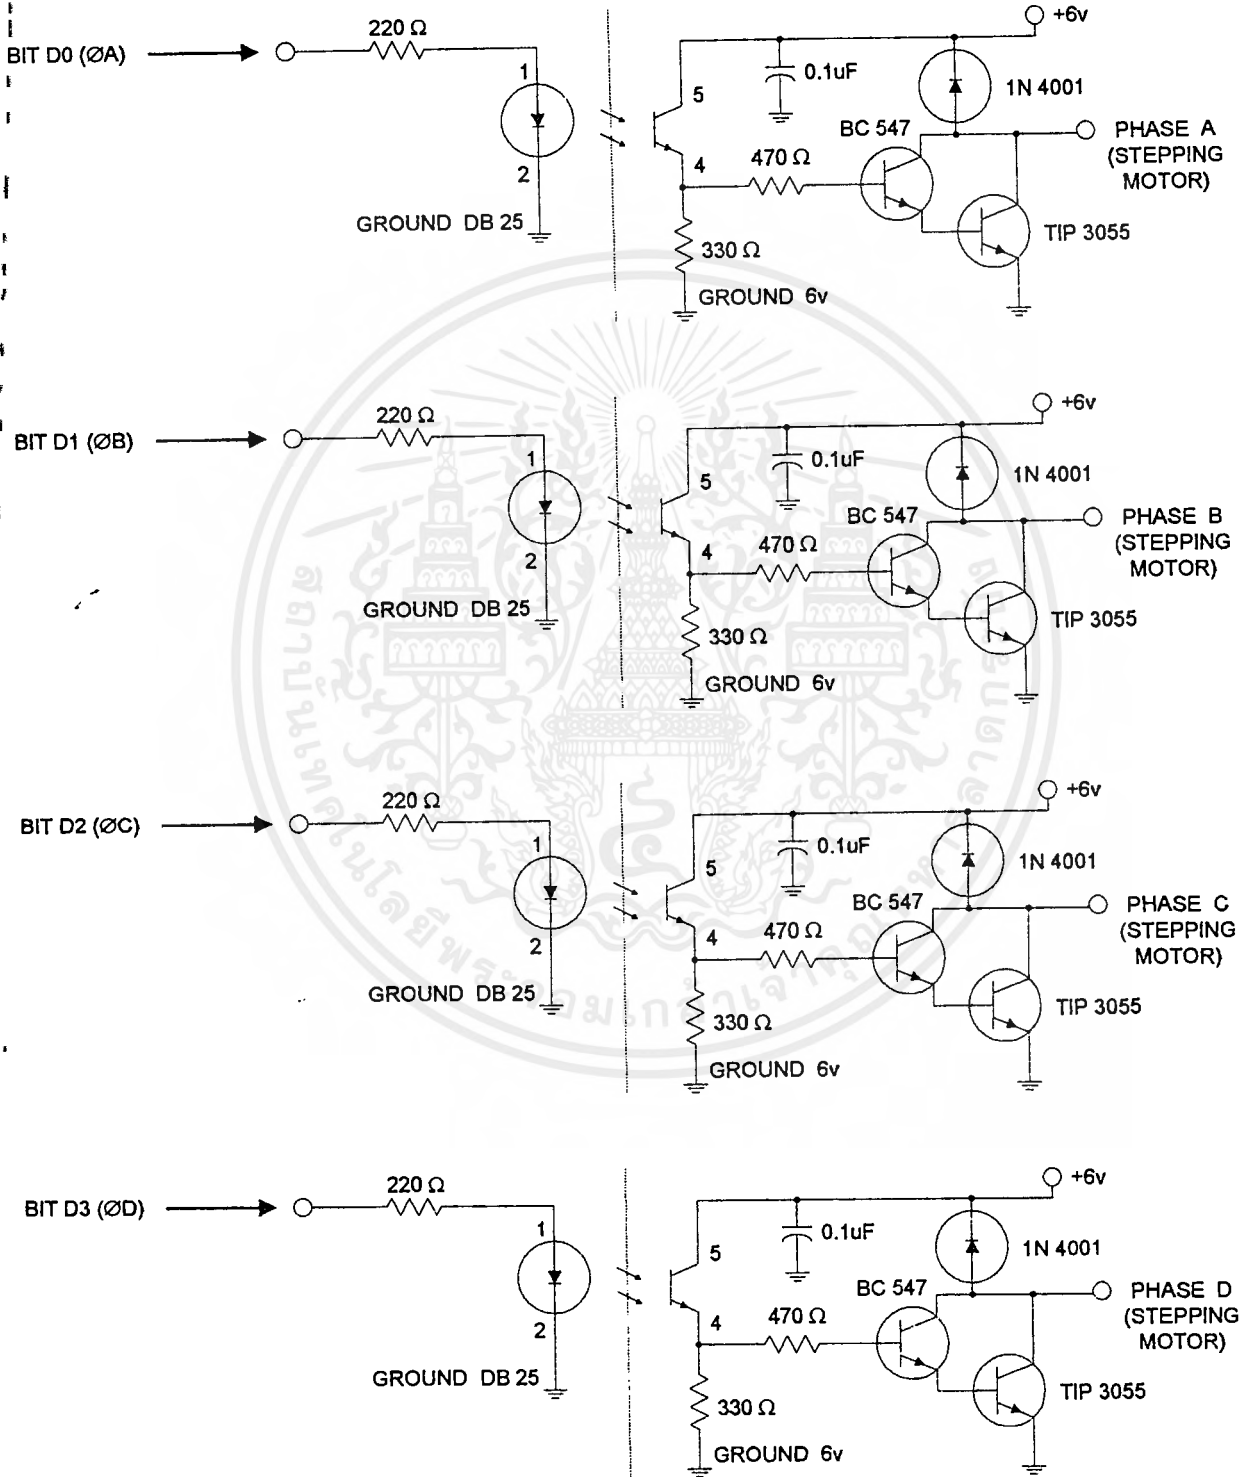 +6v
220 Ω
BIT D0 (ØA)
1
0.1uF
1N 4001
5
BC 547
PHASE A
(STEPPING
MOTOR)
4
470 Ω
2
GROUND DB 25
330 Ω
TIP 3055
GROUND 6v
+6v
220 Ω
BIT D1 (ØB)
1
0.1uF
1N 4001
5
BC 547
PHASE B
(STEPPING
MOTOR)
4
470 Ω
2
GROUND DB 25
330 Ω
TIP 3055
GROUND 6v
+6v
220 Ω
BIT D2 (ØC)
1
0.1uF
1N 4001
5
BC 547
PHASE C
(STEPPING
MOTOR)
4
470 Ω
2
GROUND DB 25
330 Ω
TIP 3055
GROUND 6v
+6v
220 Ω
BIT D3 (ØD)
1
0.1uF
1N 4001
5
BC 547
PHASE D
(STEPPING
MOTOR)
4
470 Ω
2
GROUND DB 25
330 Ω
TIP 3055
GROUND 6v